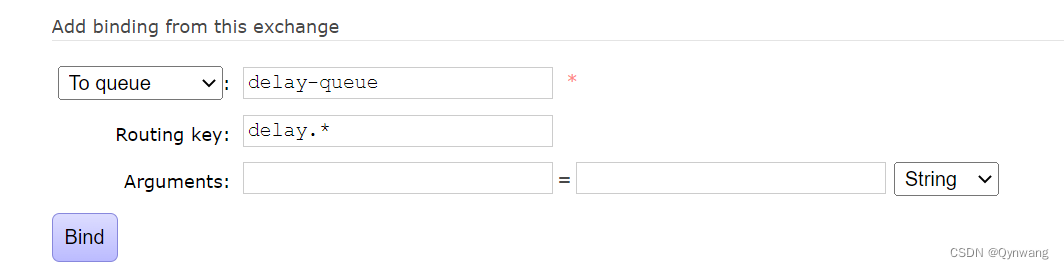 Add binding from this exchange
To queue : delay-queue *
Routing key: delay.*
Arguments: = String
Bind
CSDN @Qynwang